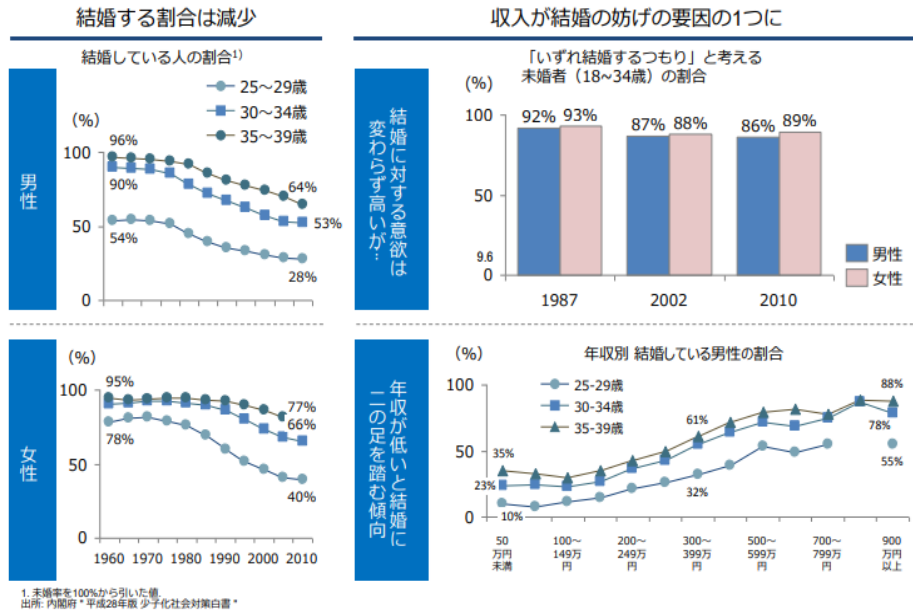 結婚する割合は減少
収入が結婚の妨げの要因の1つに
結婚している人の割合1)
25~29歳
30~34歳
35~39歳
(%)
男性
100
50
0
96%
90%
54%
64%
53%
28%
女性
(%)
100
50
0
95%
78%
77%
66%
40%
1960 1970 1980 1990 2000 2010
結婚に対する意欲は
変わらず高いが…
「いずれ結婚するつもり」と考える
未婚者（18~34歳）の割合
(%)
100
50
9.6
0
92% 93%
87% 88%
86% 89%
男性
女性
1987 2002 2010
年収が低いと結婚に
二の足を踏む傾向
(%)
年収別 結婚している男性の割合
25-29歳
30-34歳
35-39歳
100
50
0
35%
23%
10%
61%
32%
88%
78%
55%
50
万円
未満
100~
149万
円
200~
249万
円
300~
399万
円
500~
599万
円
700~
799万
円
900
万円
以上
1. 未婚率を100%から引いた値.
出所: 内閣府 " 平成28年版 少子化社会対策白書 "